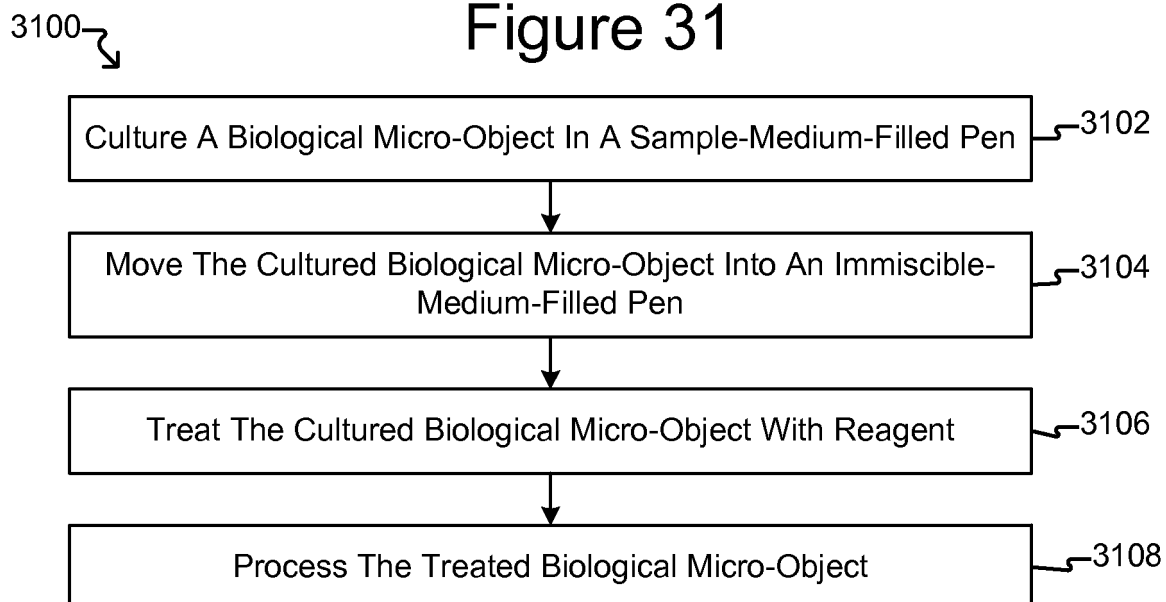 Figure 31
3100
Culture A Biological Micro-Object In A Sample-Medium-Filled Pen
3102
Move The Cultured Biological Micro-Object Into An Immiscible-
Medium-Filled Pen
3104
Treat The Cultured Biological Micro-Object With Reagent
3106
Process The Treated Biological Micro-Object
3108